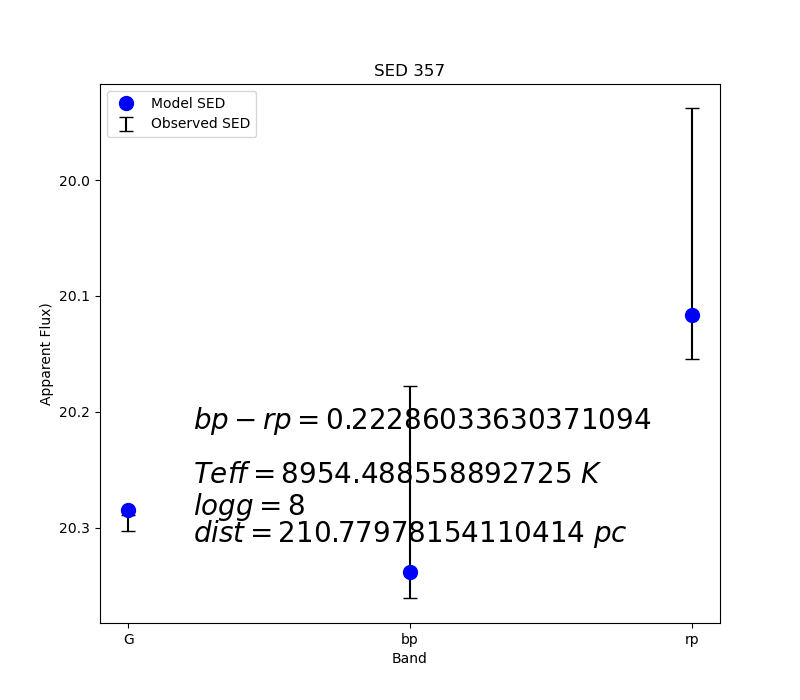 SED 357
Model SED
Observed SED
20.0
20.1
20.2
20.3
Apparent Flux)
bp − rp = 0.22286033630371094
Teff = 8954.488558892725 K
logg = 8
dist = 210.77978154110414 pc
G bp rp
Band